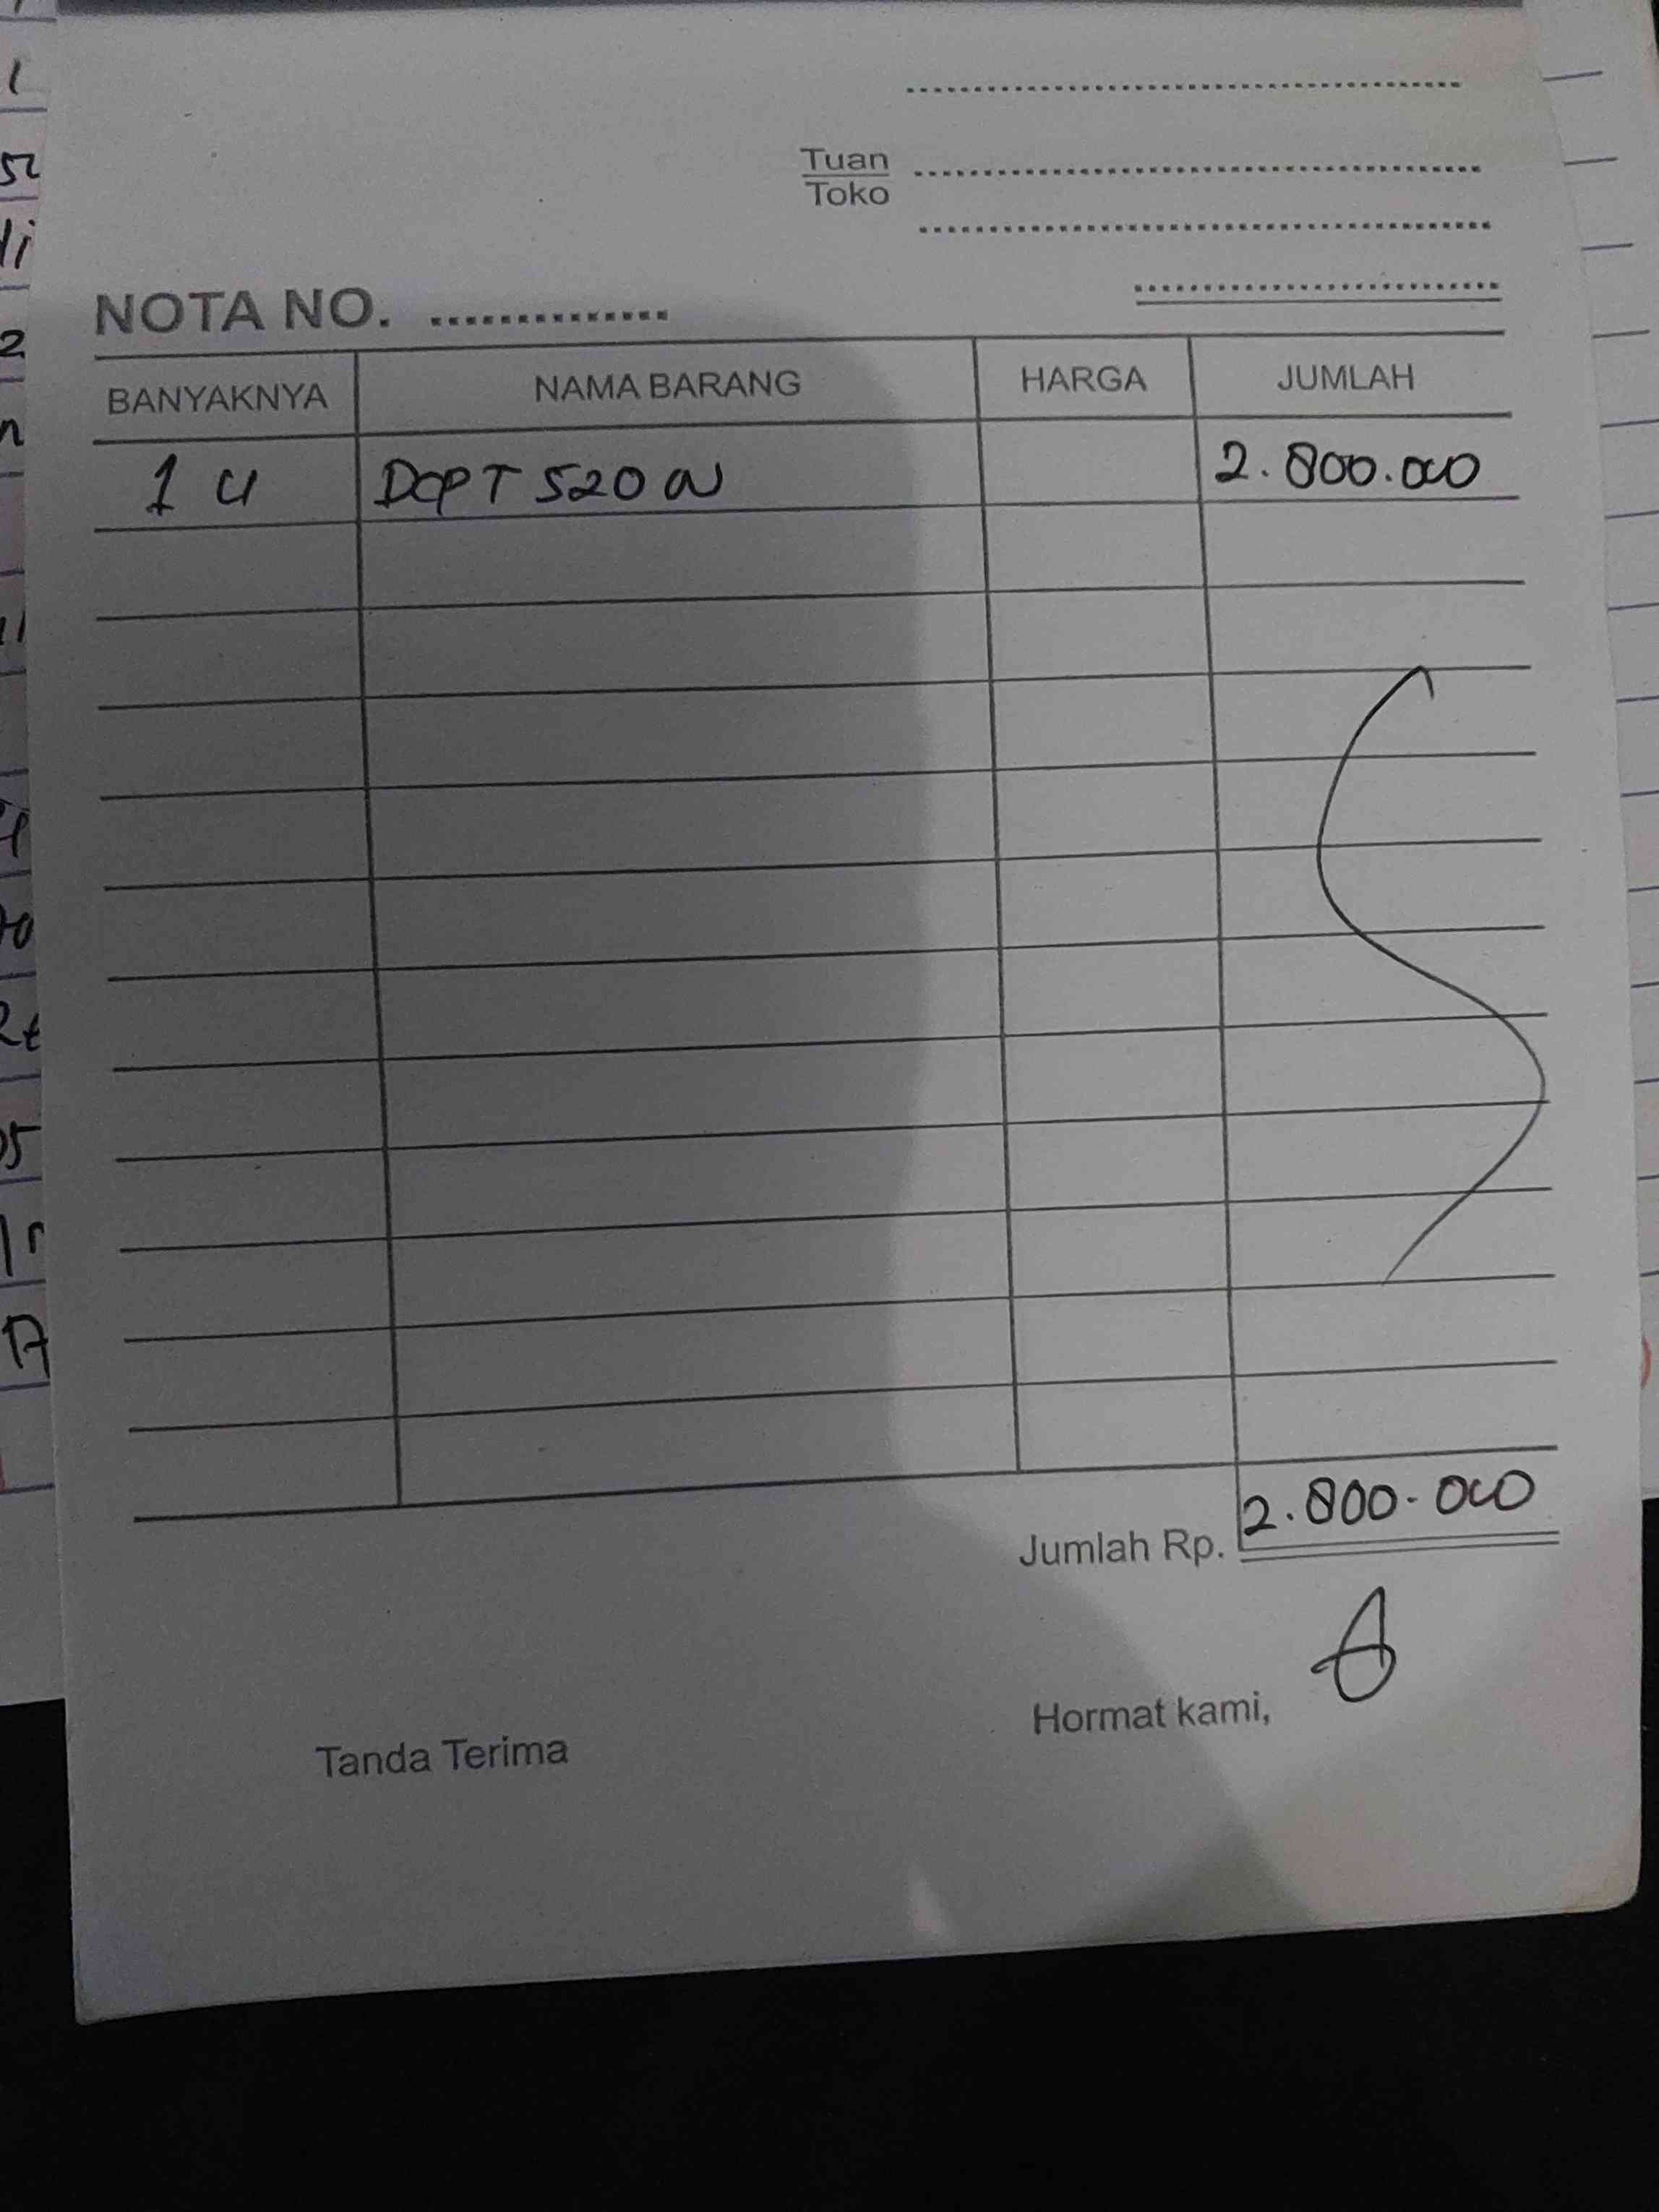 Tuan
Toko
NOTA NO.
BANYAKNYA NAMA BARANG HARGA JUMLAH
1 U DCP T 520 W 2.800.000
Jumlah Rp. 2.800.000
Hormat kami,
Tanda Terima